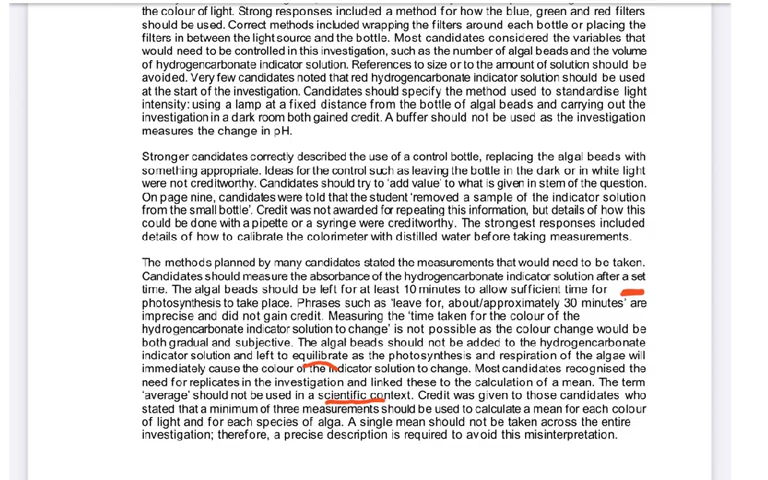 the colour of light. Strong responses included a method for how the blue, green and red filters
should be used. Correct methods included wrapping the filters around each bottle or placing the
filters in between the light source and the bottle. Most candidates considered the variables that
would need to be controlled in this investigation, such as the number of algal beads and the volume
of hydrogencarbonate indicator solution. References to size or to the amount of solution should be
avoided. Very few candidates noted that red hydrogencarbonate indicator solution should be used
at the start of the investigation. Candidates should specify the method used to standardise light
intensity: using a lamp at a fixed distance from the bottle of algal beads and carrying out the
investigation in a dark room both gained credit. A buffer should not be used as the investigation
measures the change in pH.
Stronger candidates correctly described the use of a control bottle, replacing the algal beads with
something appropriate. Ideas for the control such as leaving the bottle in the dark or in white light
were not creditworthy. Candidates should try to 'add value' to what is given in stem of the question.
On page nine, candidates were told that the student 'removed a sample of the indicator solution
from the small bottle'. Credit was not awarded for repeating this information, but details of how this
could be done with a pipette or a syringe were creditworthy. The strongest responses included
details of how to calibrate the colorimeter with distilled water before taking measurements.
The methods planned by many candidates stated the measurements that would need to be taken.
Candidates should measure the absorbance of the hydrogencarbonate indicator solution after a set
time. The algal beads should be left for at least 10 minutes to allow sufficient time for
photosynthesis to take place. Phrases such as 'leave for, about/approximately 30 minutes' are
imprecise and did not gain credit. Measuring the 'time taken for the colour of the
hydrogencarbonate indicator solution to change' is not possible as the colour change would be
both gradual and subjective. The algal beads should not be added to the hydrogencarbonate
indicator solution and left to equilibrate as the photosynthesis and respiration of the algae will
immediately cause the colour of the indicator solution to change. Most candidates recognised the
need for replicates in the investigation and linked these to the calculation of a mean. The term
'average' should not be used in a scientific context. Credit was given to those candidates who
stated that a minimum of three measurements should be used to calculate a mean for each colour
of light and for each species of alga. A single mean should not be taken across the entire
investigation; therefore, a precise description is required to avoid this misinterpretation.